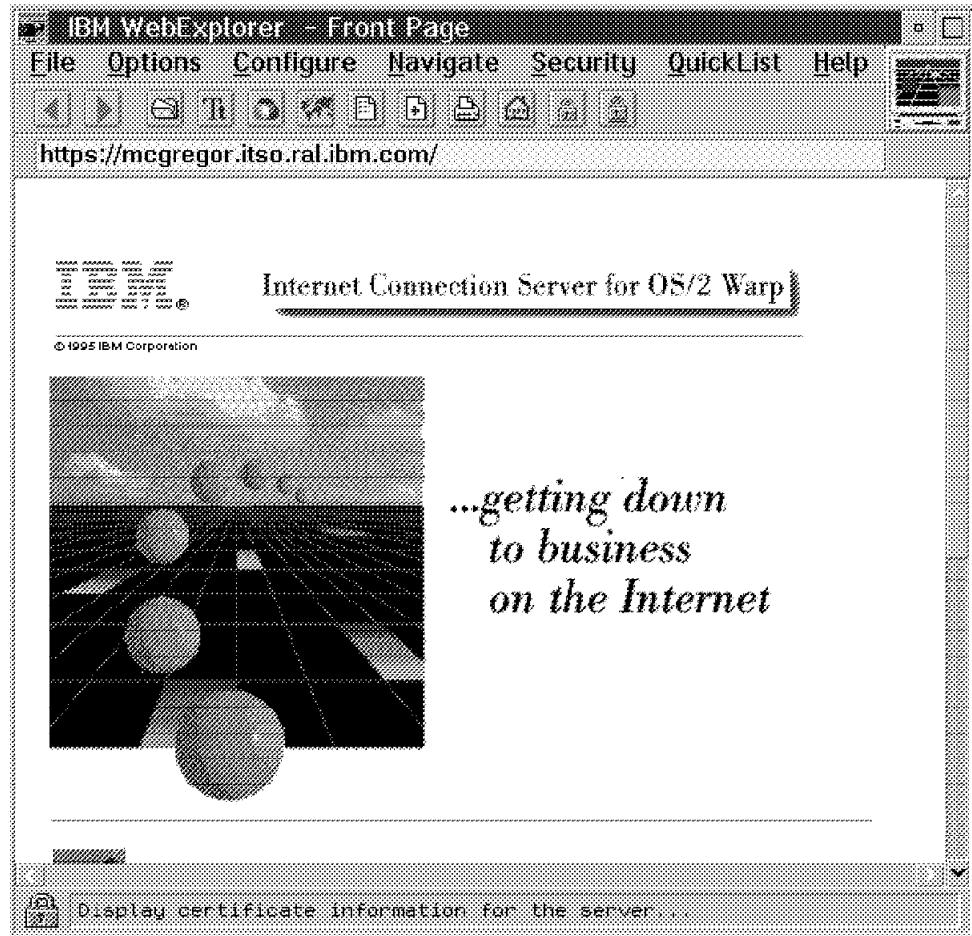 IBM WebExplorer - Front Page
File Options Configure Navigate Security QuickList Help
https://mcgregor.itso.ral.ibm.com/
IBM®
Internet Connection Server for OS/2 Warp
© 1995 IBM Corporation
...getting down
to business
on the Internet
Display certificate information for the server...